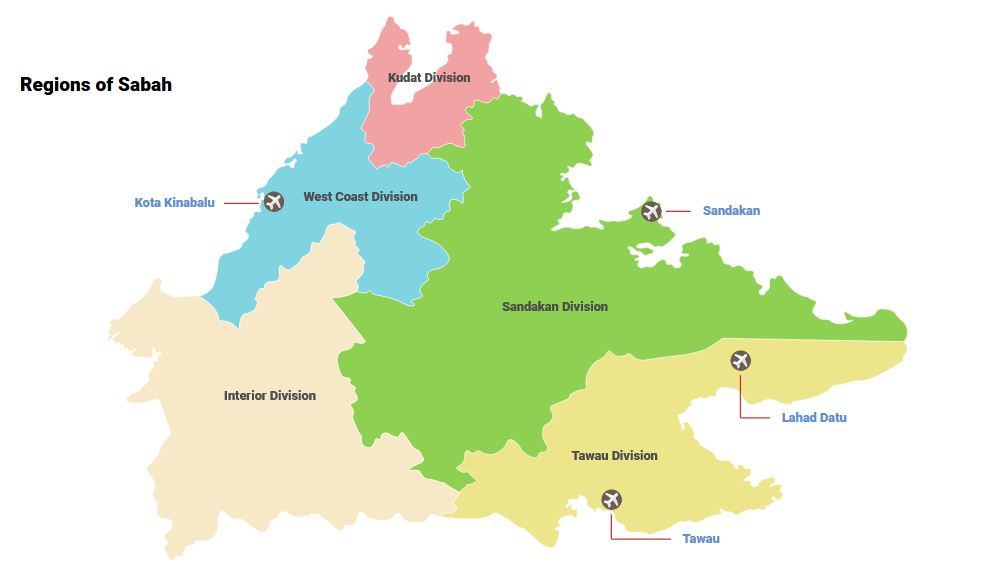 Kudat Division
Regions of Sabah
West Coast Division
Kota Kinabalu
Sandakan
Sandakan Division
Interior Division
Lahad Datu
Tawau Division
Tawau